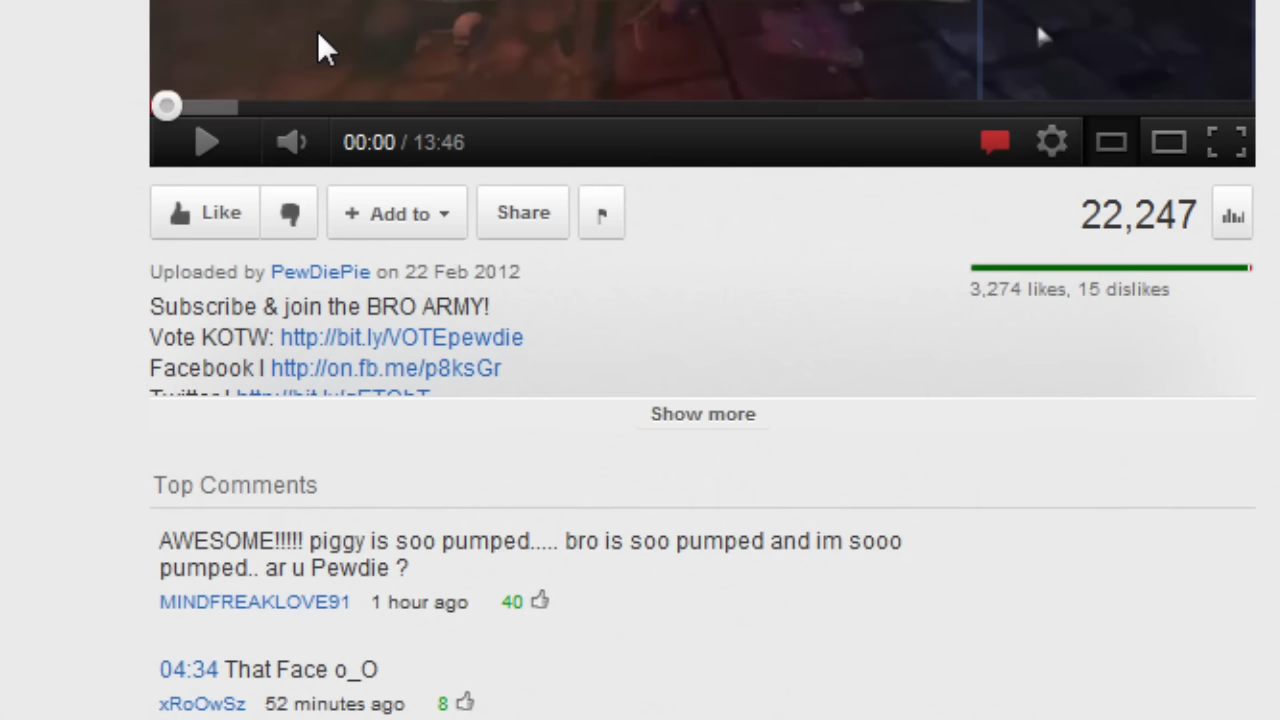 00:00 / 13:46
Like
+ Add to
Share
22,247
Uploaded by PewDiePie on 22 Feb 2012
3,274 likes, 15 dislikes
Subscribe & join the BRO ARMY!
Vote KOTW: http://bit.ly/VOTEpewdie
Facebook l http://on.fb.me/p8ksGr
Twitter l
Show more
Top Comments
AWESOME!!!!! piggy is soo pumped..... bro is soo pumped and im sooo
pumped.. ar u Pewdie ?
MINDFREAKLOVE91 1 hour ago 40
04:34 That Face o_O
xRoOwSz 52 minutes ago 8